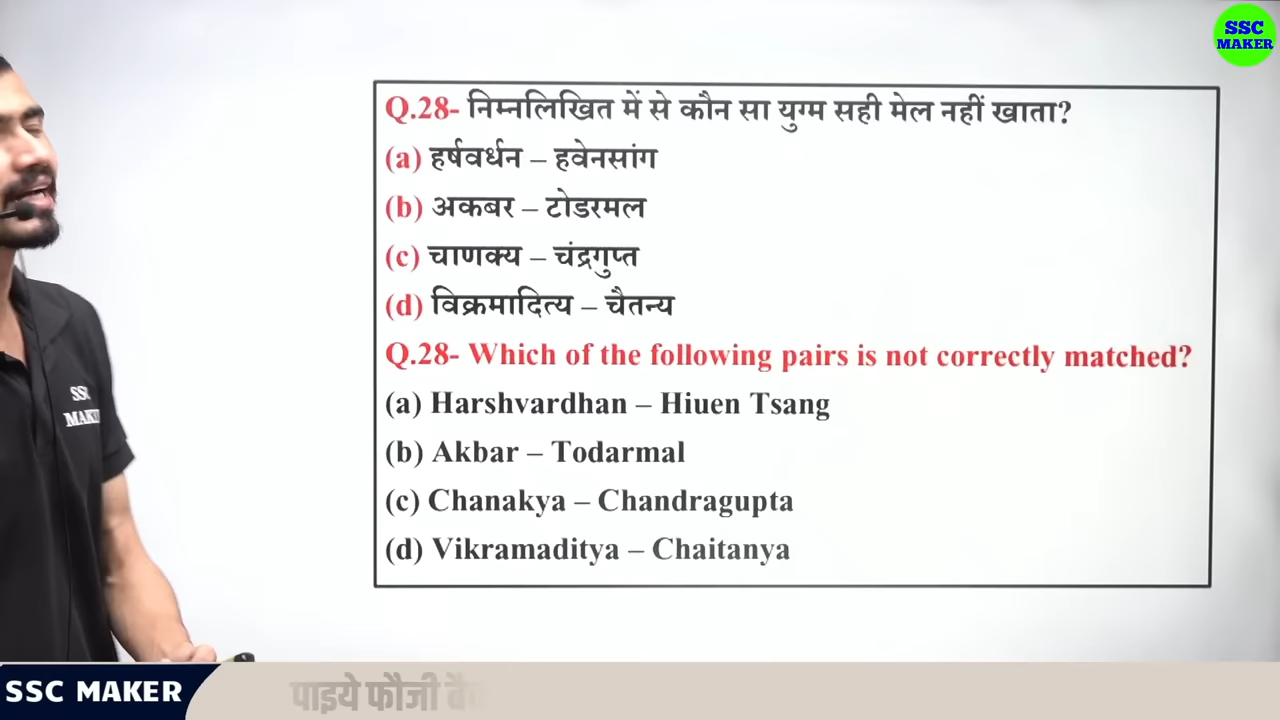 SSC
MAKER
Q.28- निम्नलिखित में से कौन सा युग्म सही मेल नहीं खाता?
(a) हर्षवर्धन – हवेनसांग
(b) अकबर – टोडरमल
(c) चाणक्य – चंद्रगुप्त
(d) विक्रमादित्य – चैतन्य
Q.28- Which of the following pairs is not correctly matched?
(a) Harshvardhan – Hiuen Tsang
(b) Akbar – Todarmal
(c) Chanakya – Chandragupta
(d) Vikramaditya – Chaitanya
SSC MAKER
पाइये फौजी